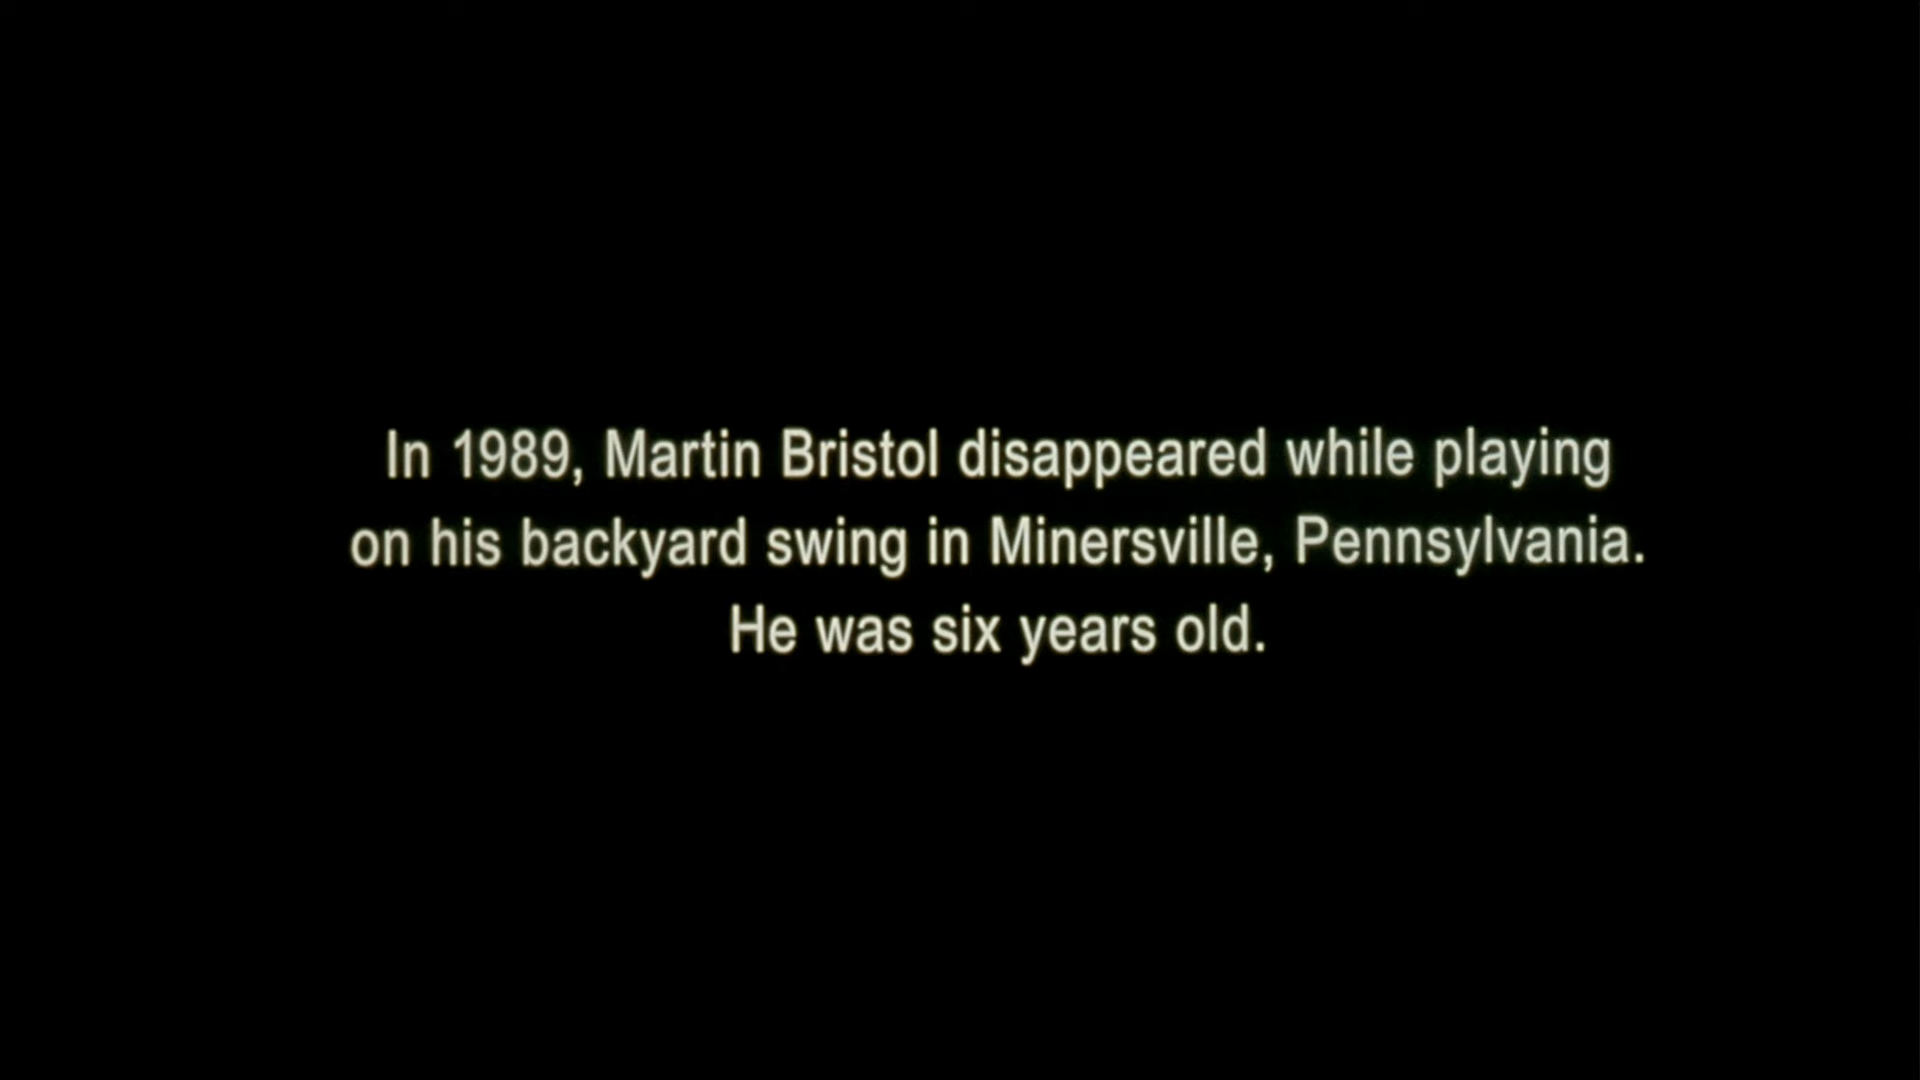 In 1989, Martin Bristol disappeared while playing
on his backyard swing in Minersville, Pennsylvania.
He was six years old.